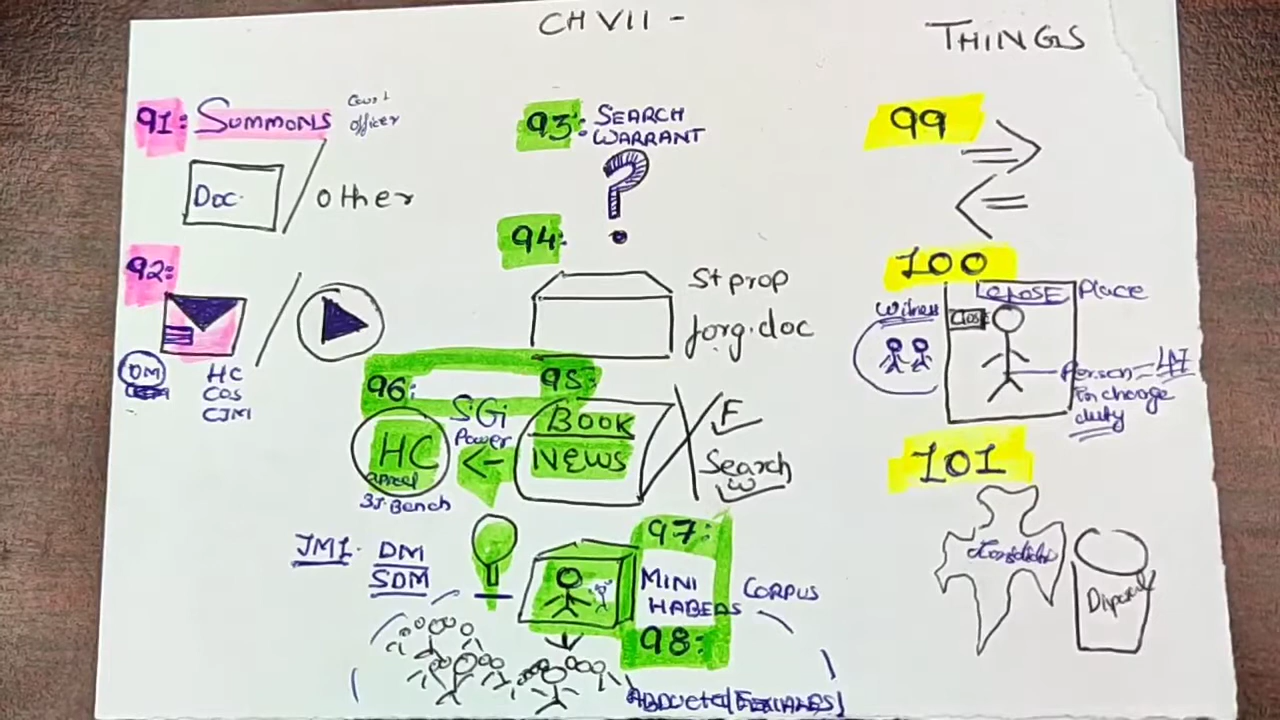 CH VII -
THINGS
91: SUMMONS
Court
officer
Doc.
/ other
92:
DM
HC
COS
CJM
93: SEARCH
WARRANT
?
94:
St prop
forg.doc
96:
95:
SGi
Power
HC
appeal
3J.Bench
BOOK
NEWS
F
Search
W
JM1.
DM
SDM
97:
MINI
HABEAS CORPUS
98:
ABDUCTED/FEMALES/
99
100
CLOSE Place
Witness
CLOSE
Person =
In charge
duty
101
Disposal